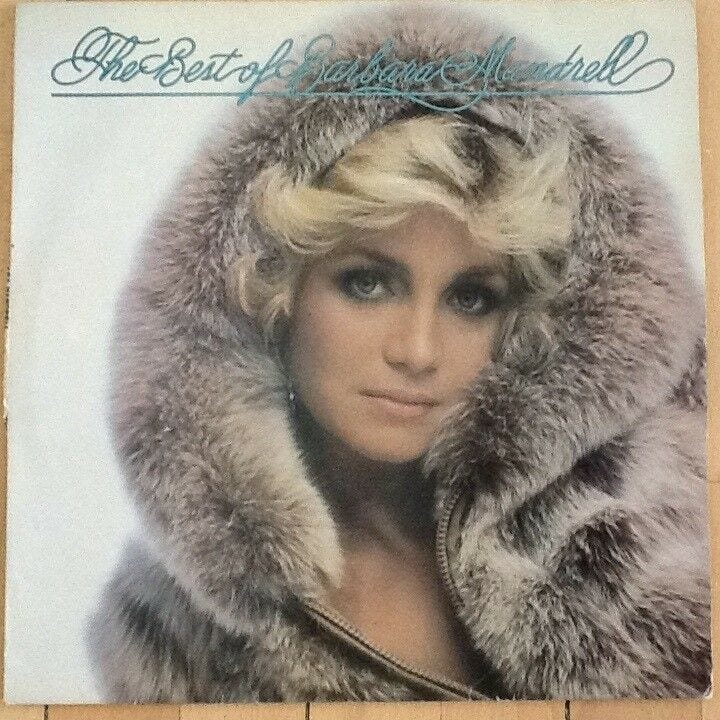 The Best of Barbara Mandrell